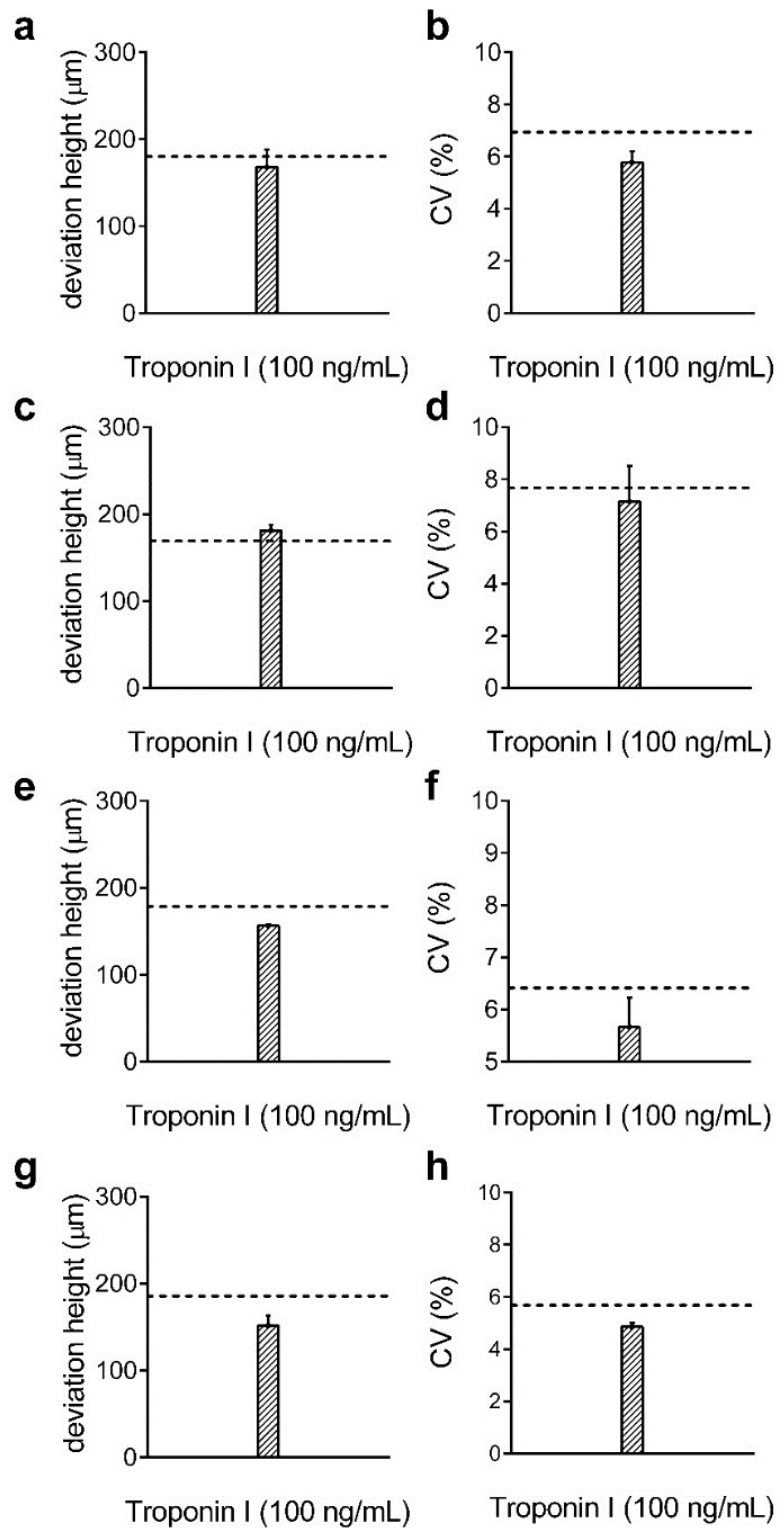 a
b
300
200
100
0
deviation height (μm)
10
8
6
4
2
0
CV (%)
Troponin I (100 ng/mL)
Troponin I (100 ng/mL)
c
d
300
200
100
0
deviation height (μm)
10
8
6
4
2
0
CV (%)
Troponin I (100 ng/mL)
Troponin I (100 ng/mL)
e
f
300
200
100
0
deviation height (μm)
10
9
8
7
6
5
CV (%)
Troponin I (100 ng/mL)
Troponin I (100 ng/mL)
g
h
300
200
100
0
deviation height (μm)
10
8
6
4
2
0
CV (%)
Troponin I (100 ng/mL)
Troponin I (100 ng/mL)